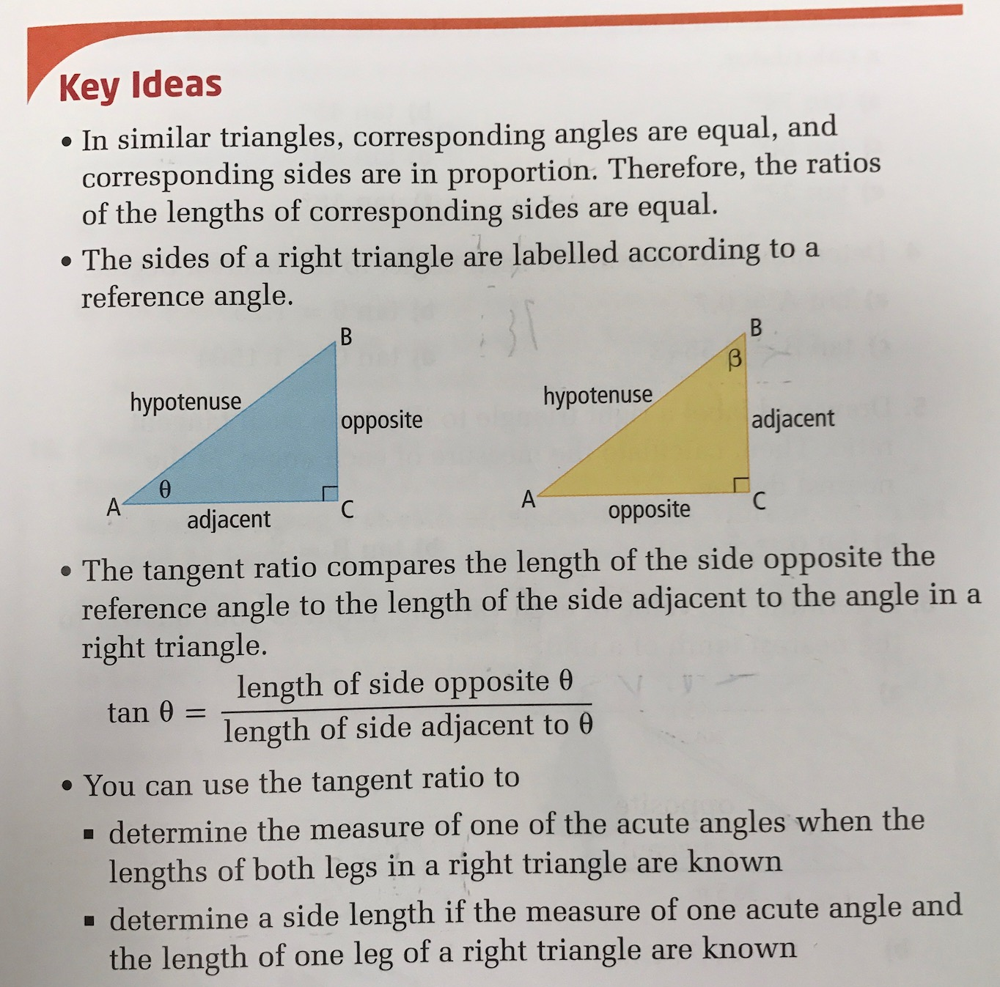 Key Ideas
• In similar triangles, corresponding angles are equal, and
corresponding sides are in proportion. Therefore, the ratios
of the lengths of corresponding sides are equal.
• The sides of a right triangle are labelled according to a
reference angle.
B
hypotenuse
opposite
θ
A
adjacent
C
B
β
hypotenuse
adjacent
A
opposite
C
• The tangent ratio compares the length of the side opposite the
reference angle to the length of the side adjacent to the angle in a
right triangle.
tan θ = length of side opposite θ / length of side adjacent to θ
• You can use the tangent ratio to
▪ determine the measure of one of the acute angles when the
lengths of both legs in a right triangle are known
▪ determine a side length if the measure of one acute angle and
the length of one leg of a right triangle are known